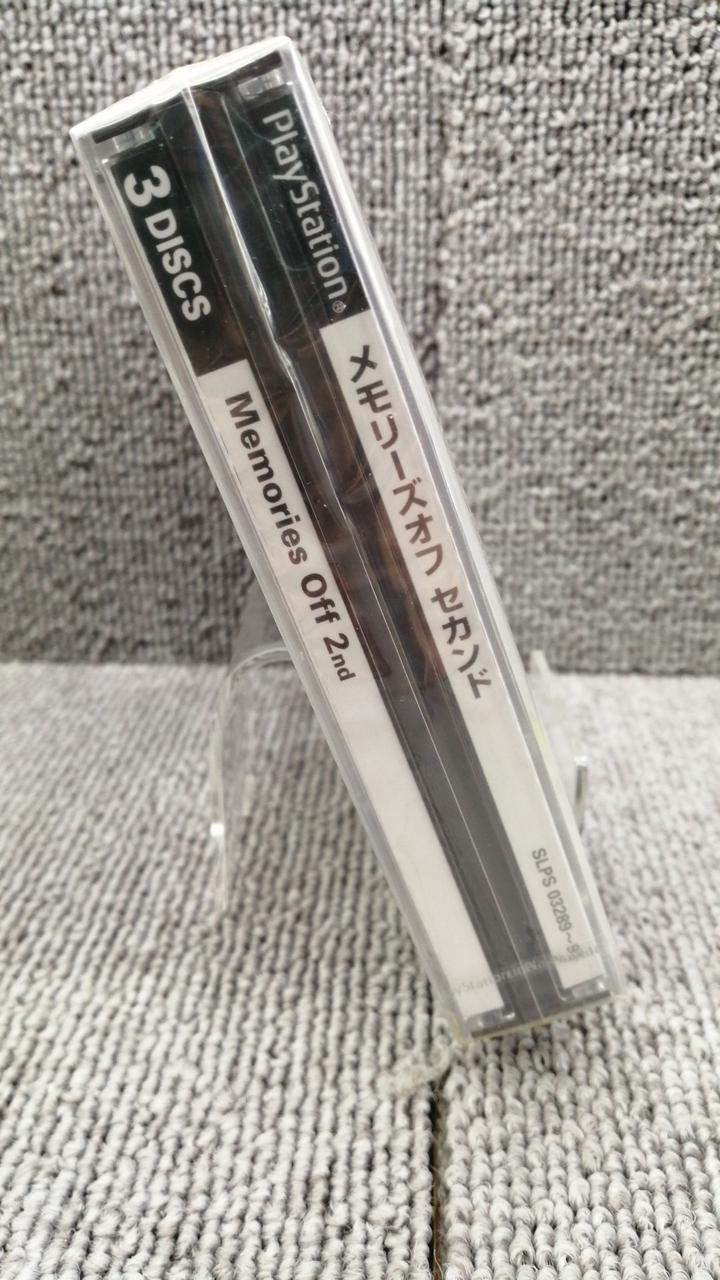 3 DISCS
Memories Off 2nd
PlayStation®
メモリーズオフ セカンド
SLPS 03289~